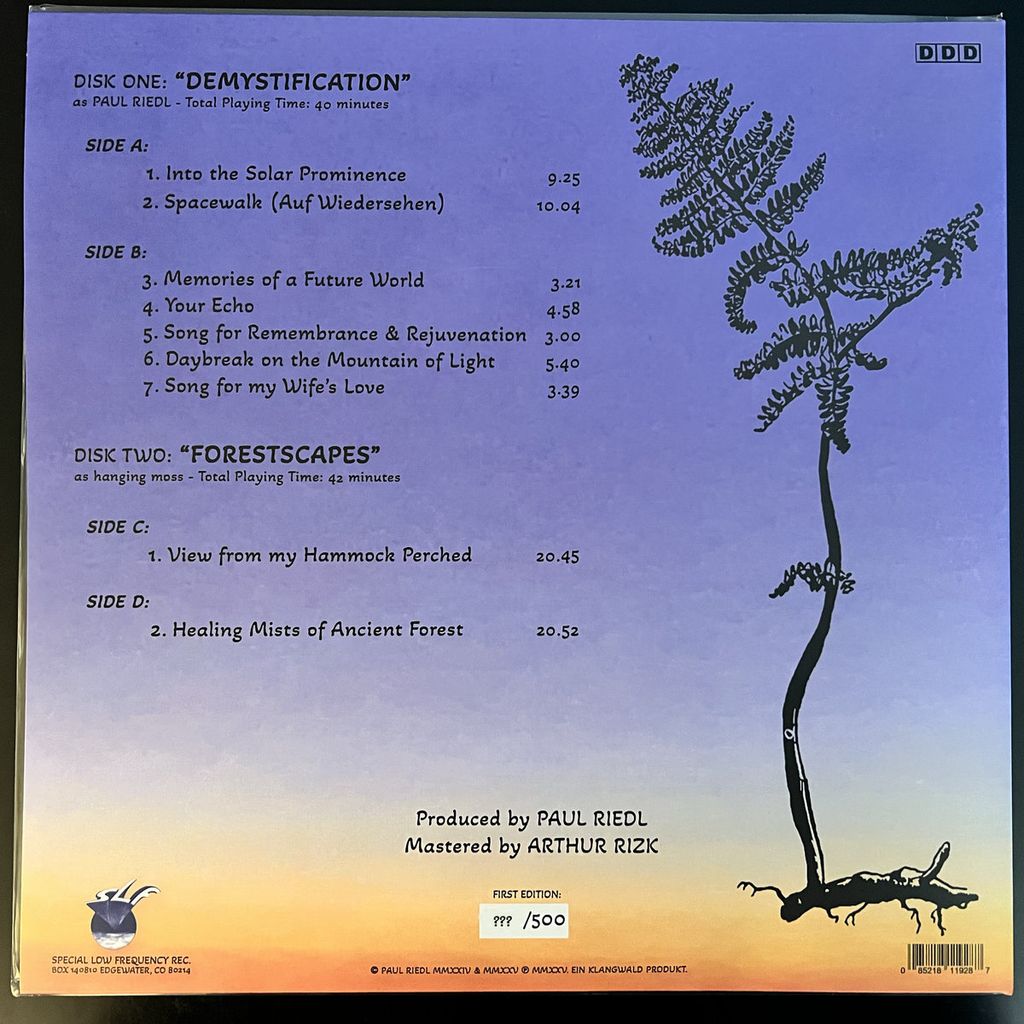 DDD
DISK ONE: “DEMYSTIFICATION”
as PAUL RIEDL - Total Playing Time: 40 minutes
SIDE A:
1. Into the Solar Prominence 9.25
2. Spacewalk (Auf Wiedersehen) 10.04
SIDE B:
3. Memories of a Future World 3.21
4. Your Echo 4.58
5. Song for Remembrance & Rejuvenation 3.00
6. Daybreak on the Mountain of Light 5.40
7. Song for my Wife’s Love 3.39
DISK TWO: “FORESTSCAPES”
as hanging moss - Total Playing Time: 42 minutes
SIDE C:
1. View from my Hammock Perched 20.45
SIDE D:
2. Healing Mists of Ancient Forest 20.52
Produced by PAUL RIEDL
Mastered by ARTHUR RIZK
FIRST EDITION:
??? /500
SLF
SPECIAL LOW FREQUENCY REC.
BOX 140810 EDGEWATER, CO 80214
© PAUL RIEDL MMXXIV & MMXXV ℗ MMXXV. EIN KLANGWALD PRODUKT.
0 85218 11928 7